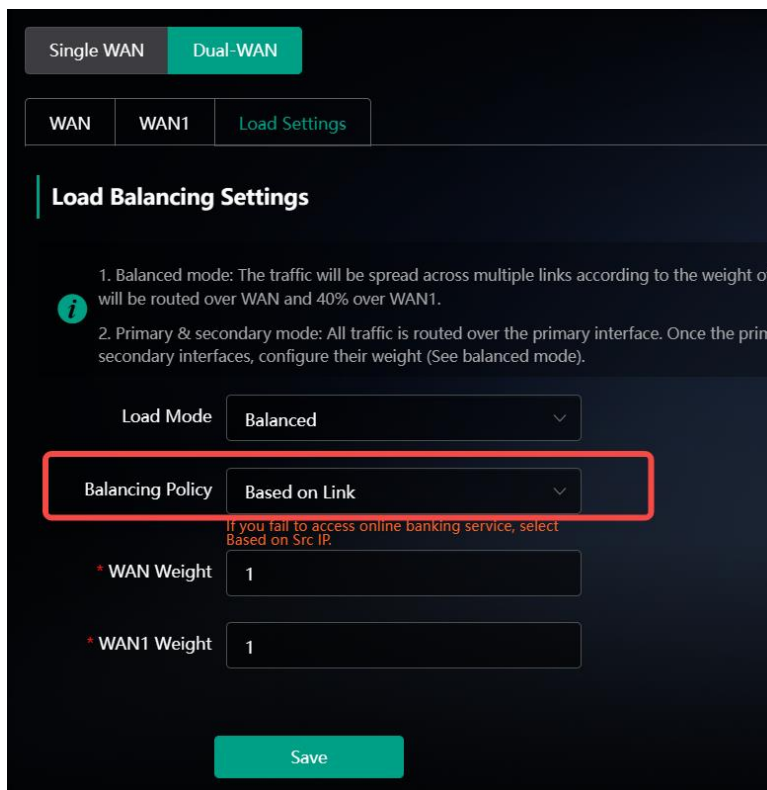 Single WAN Dual-WAN
WAN WAN1 Load Settings
Load Balancing Settings
1. Balanced mode: The traffic will be spread across multiple links according to the weight
will be routed over WAN and 40% over WAN1.
i
2. Primary & secondary mode: All traffic is routed over the primary interface. Once the
secondary interfaces, configure their weight (See balanced mode).
Load Mode Balanced
Balancing Policy Based on Link
If you fail to access online banking service, select
Based on Src IP.
* WAN Weight 1
* WAN1 Weight 1
Save